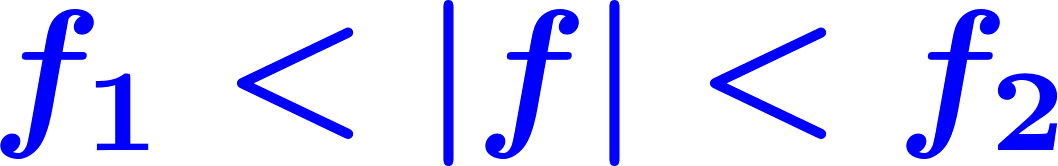 f₁ < |f| < f₂